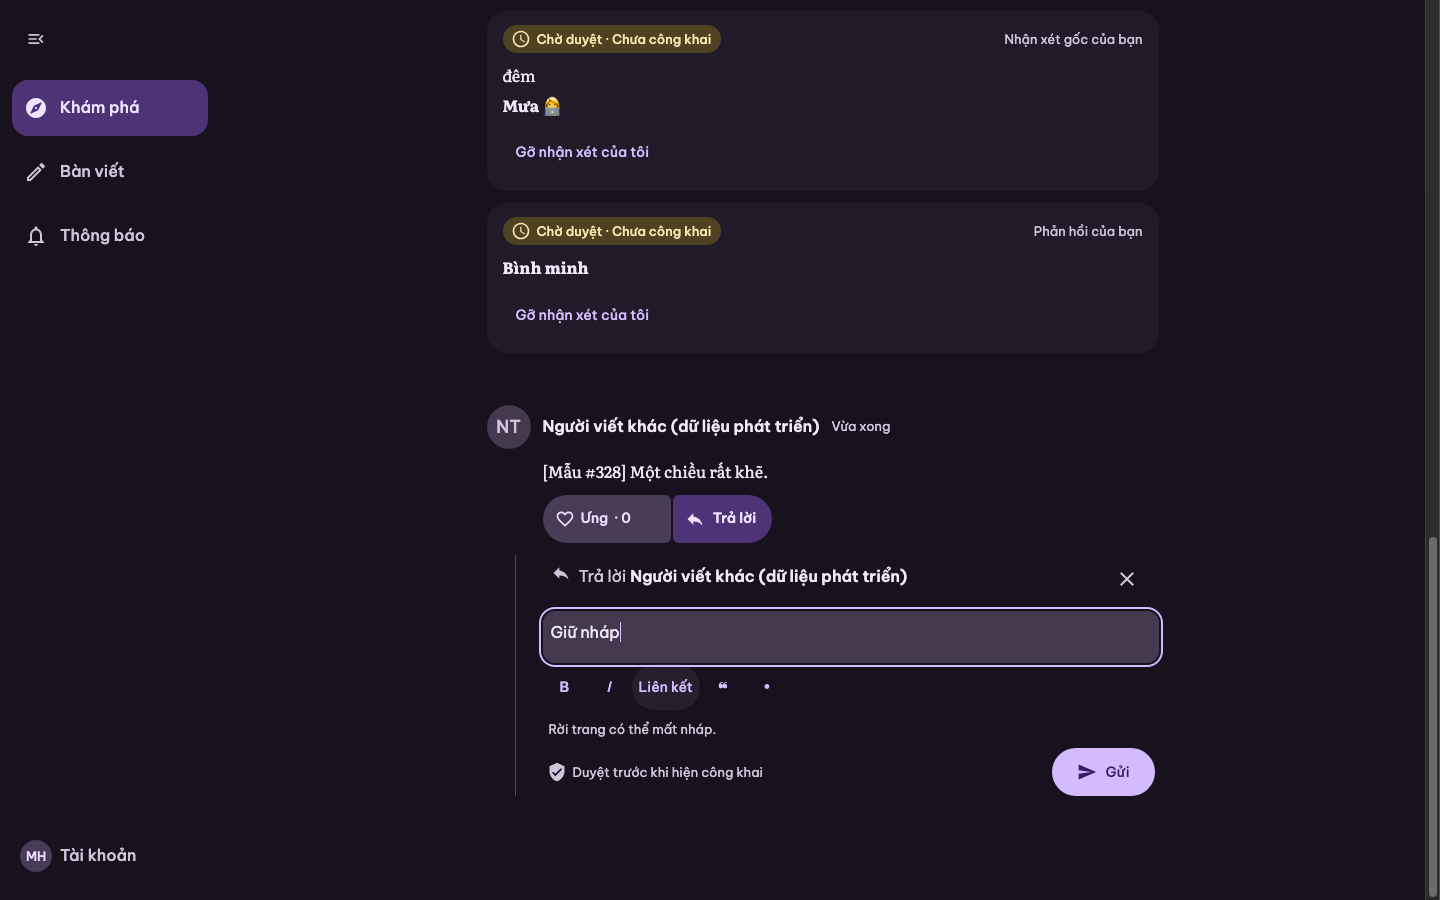 Khám phá
Bàn viết
Thông báo
Chờ duyệt · Chưa công khai
Nhận xét gốc của bạn
đêm
Mưa
Gỡ nhận xét của tôi
Chờ duyệt · Chưa công khai
Phản hồi của bạn
Bình minh
Gỡ nhận xét của tôi
NT
Người viết khác (dữ liệu phát triển) Vừa xong
[Mẫu #328] Một chiều rất khẽ.
Ưng · 0
Trả lời
Trả lời Người viết khác (dữ liệu phát triển)
Giữ nháp
B I Liên kết ❝ •
Rời trang có thể mất nháp.
Duyệt trước khi hiện công khai
Gửi
MH Tài khoản